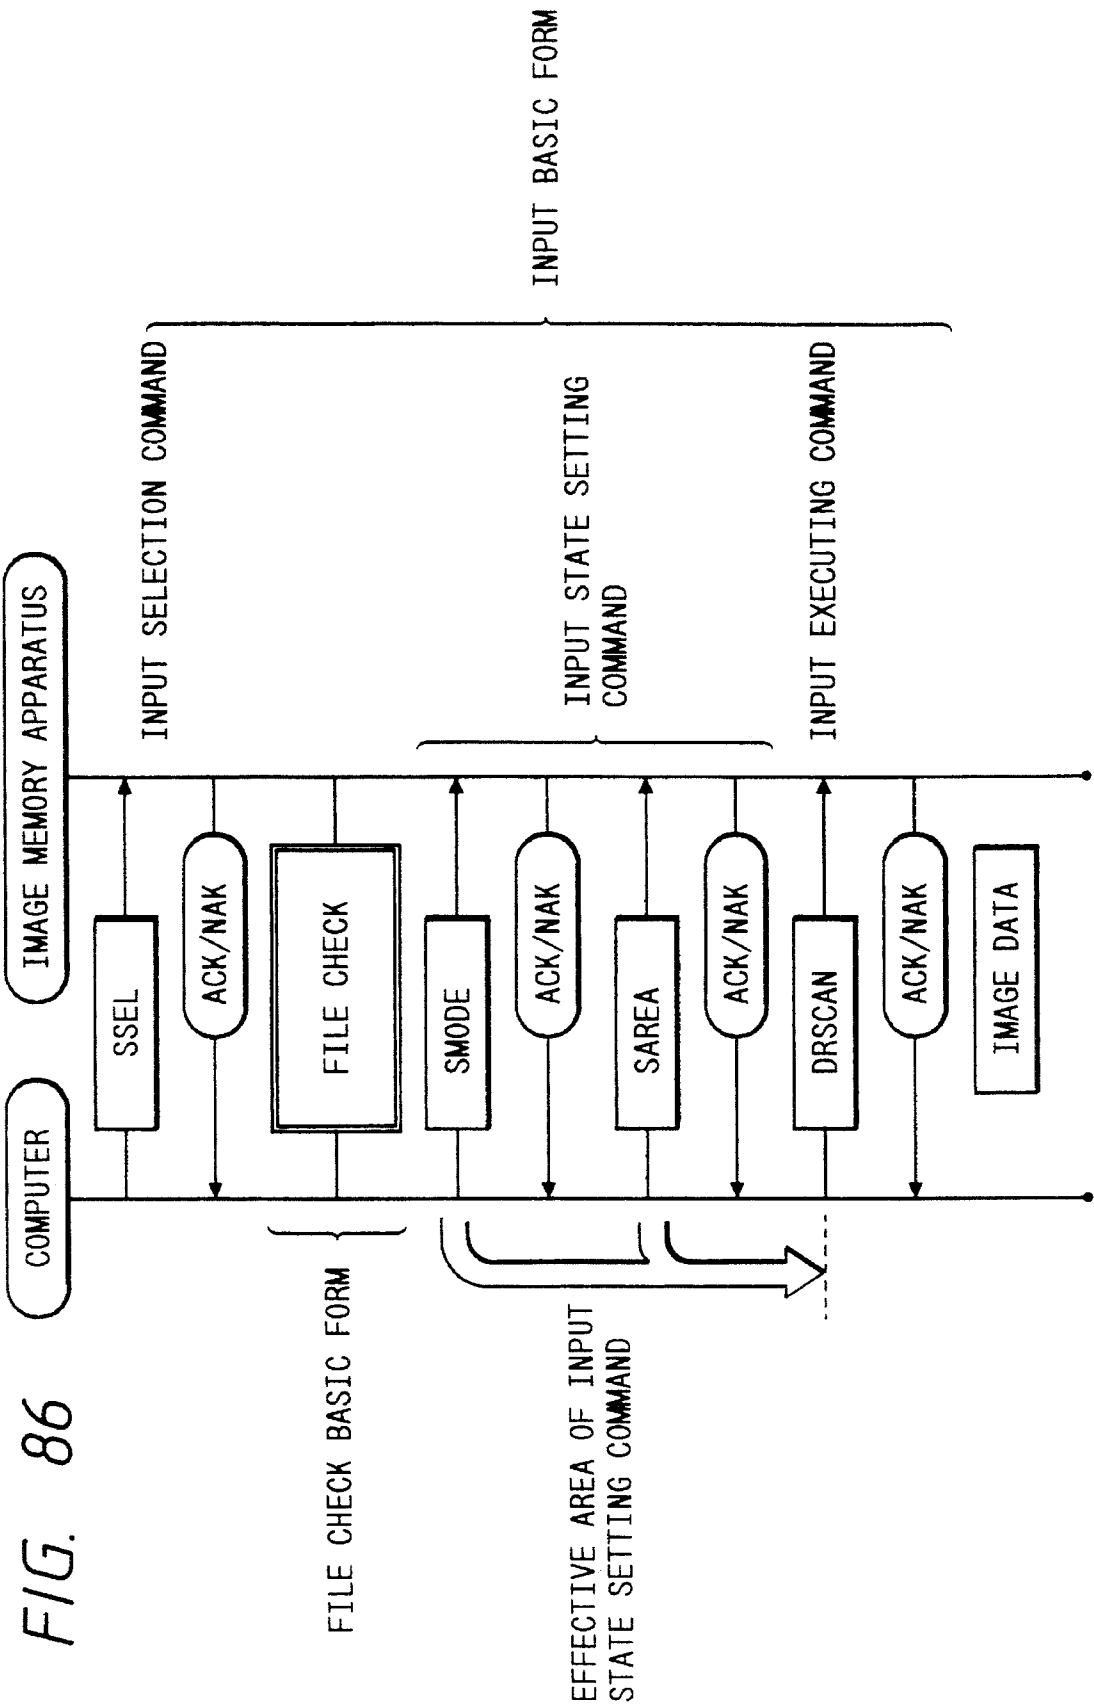 FIG. 86
COMPUTER
IMAGE MEMORY APPARATUS
SSEL
INPUT SELECTION COMMAND
ACK/NAK
FILE CHECK BASIC FORM
FILE CHECK
SMODE
ACK/NAK
INPUT STATE SETTING
COMMAND
INPUT BASIC FORM
EFFECTIVE AREA OF INPUT
STATE SETTING COMMAND
SAREA
ACK/NAK
DRSCAN
INPUT EXECUTING COMMAND
ACK/NAK
IMAGE DATA